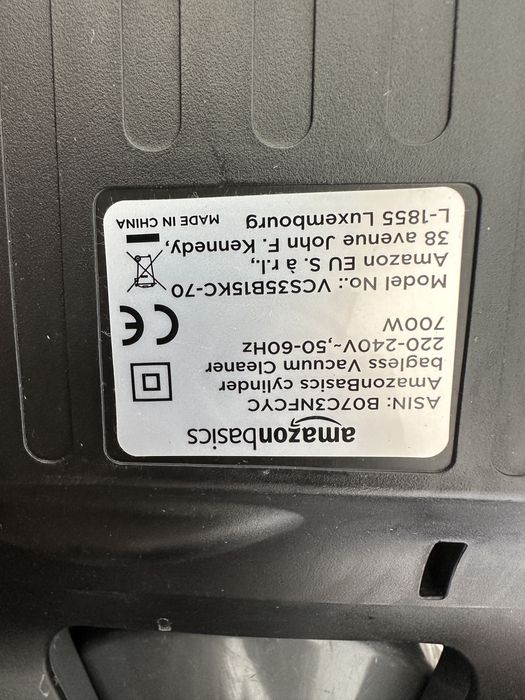 amazonbasics
ASIN: B07C3NFCYC
AmazonBasics cylinder
bagless Vacuum Cleaner
220-240V~,50-60Hz
700W
Model No.: VCS35B15KC-70
Amazon EU S. à r.l.,
38 avenue John F. Kennedy,
L-1855 Luxembourg
CE
MADE IN CHINA